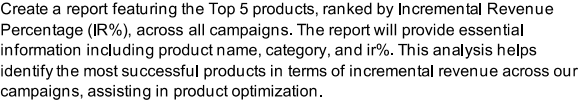 Create a report featuring the Top 5 products, ranked by Incremental Revenue
Percentage (IR%), across all campaigns. The report will provide essential
information including product name, category, and ir%. This analysis helps
identify the most successful products in terms of incremental revenue across our
campaigns, assisting in product optimization.